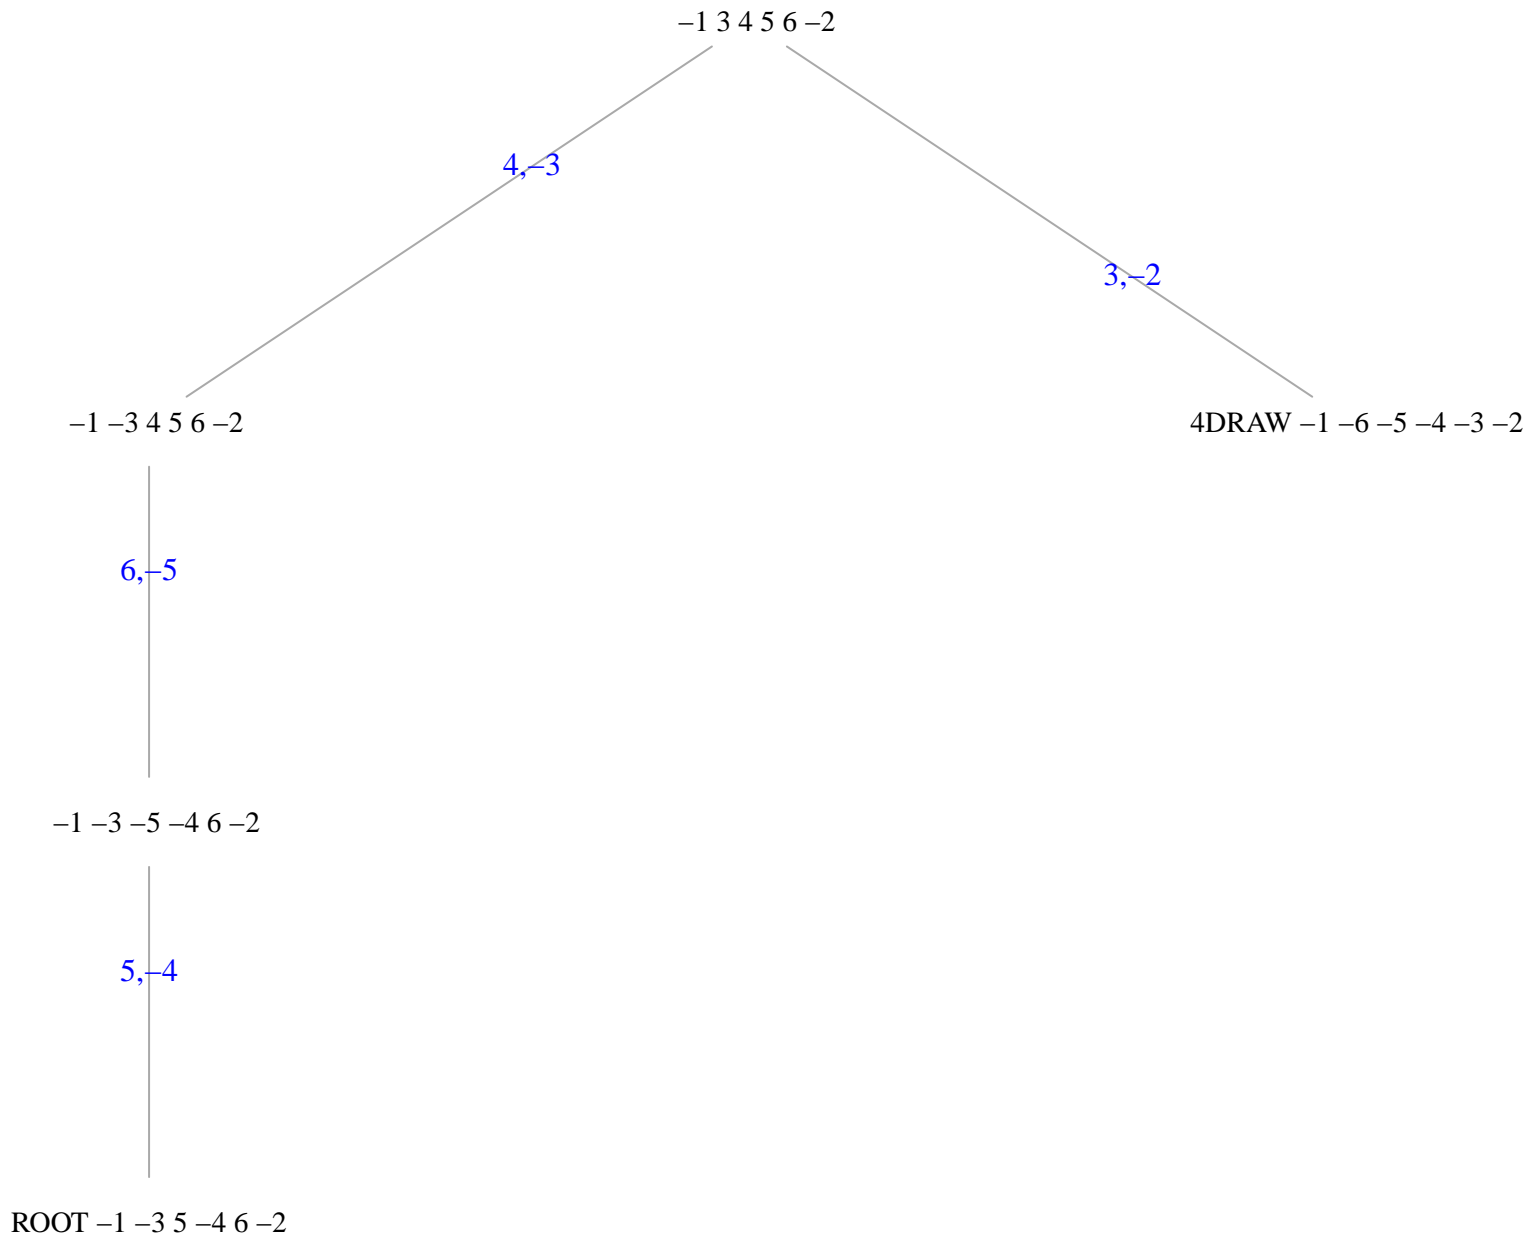 –1 3 4 5 6 –2
4,–3
3,–2
–1 –3 4 5 6 –2
4DRAW –1 –6 –5 –4 –3 –2
6,–5
–1 –3 –5 –4 6 –2
5,–4
ROOT –1 –3 5 –4 6 –2